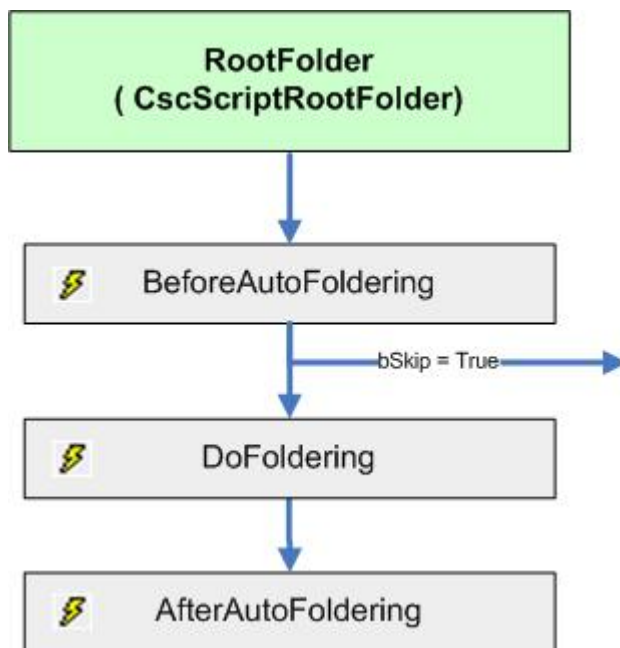 RootFolder
( CscScriptRootFolder)
BeforeAutoFoldering
bSkip = True
DoFoldering
AfterAutoFoldering